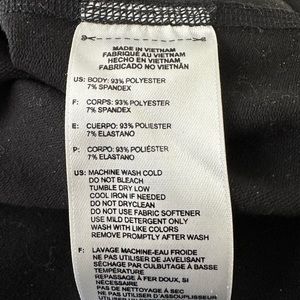 MADE IN VIETNAM
FABRIQUÉ AU VIETNAM
HECHO EN VIETNAM
FABRICADO NO VIETNÃ
US: BODY: 93% POLYESTER
7% SPANDEX
F: CORPS: 93% POLYESTER
7% ELASTHANNE
E: CUERPO: 93% POLIESTER
7% ELASTANO
P: CORPO: 93% POLIÉSTER
7% ELASTANO
US: MACHINE WASH COLD
DO NOT BLEACH
TUMBLE DRY LOW
COOL IRON IF NEEDED
DO NOT DRYCLEAN
DO NOT USE FABRIC SOFTENER
USE MILD DETERGENT ONLY
WASH WITH LIKE COLORS
REMOVE PROMPTLY AFTER WASH
F: LAVAGE MACHINE-EAU FROIDE
NE PAS UTILISER DE JAVELISANT
SÉCHAGE PAR CULBUTAGE À BASSE
TEMPÉRATURE
REPASSAGE À FER DOUX, SI
NÉCESSAIRE
PAS DE NETTOYAGE À SEC
NE PAS UTILISER D'ASSOUPLISSEUR